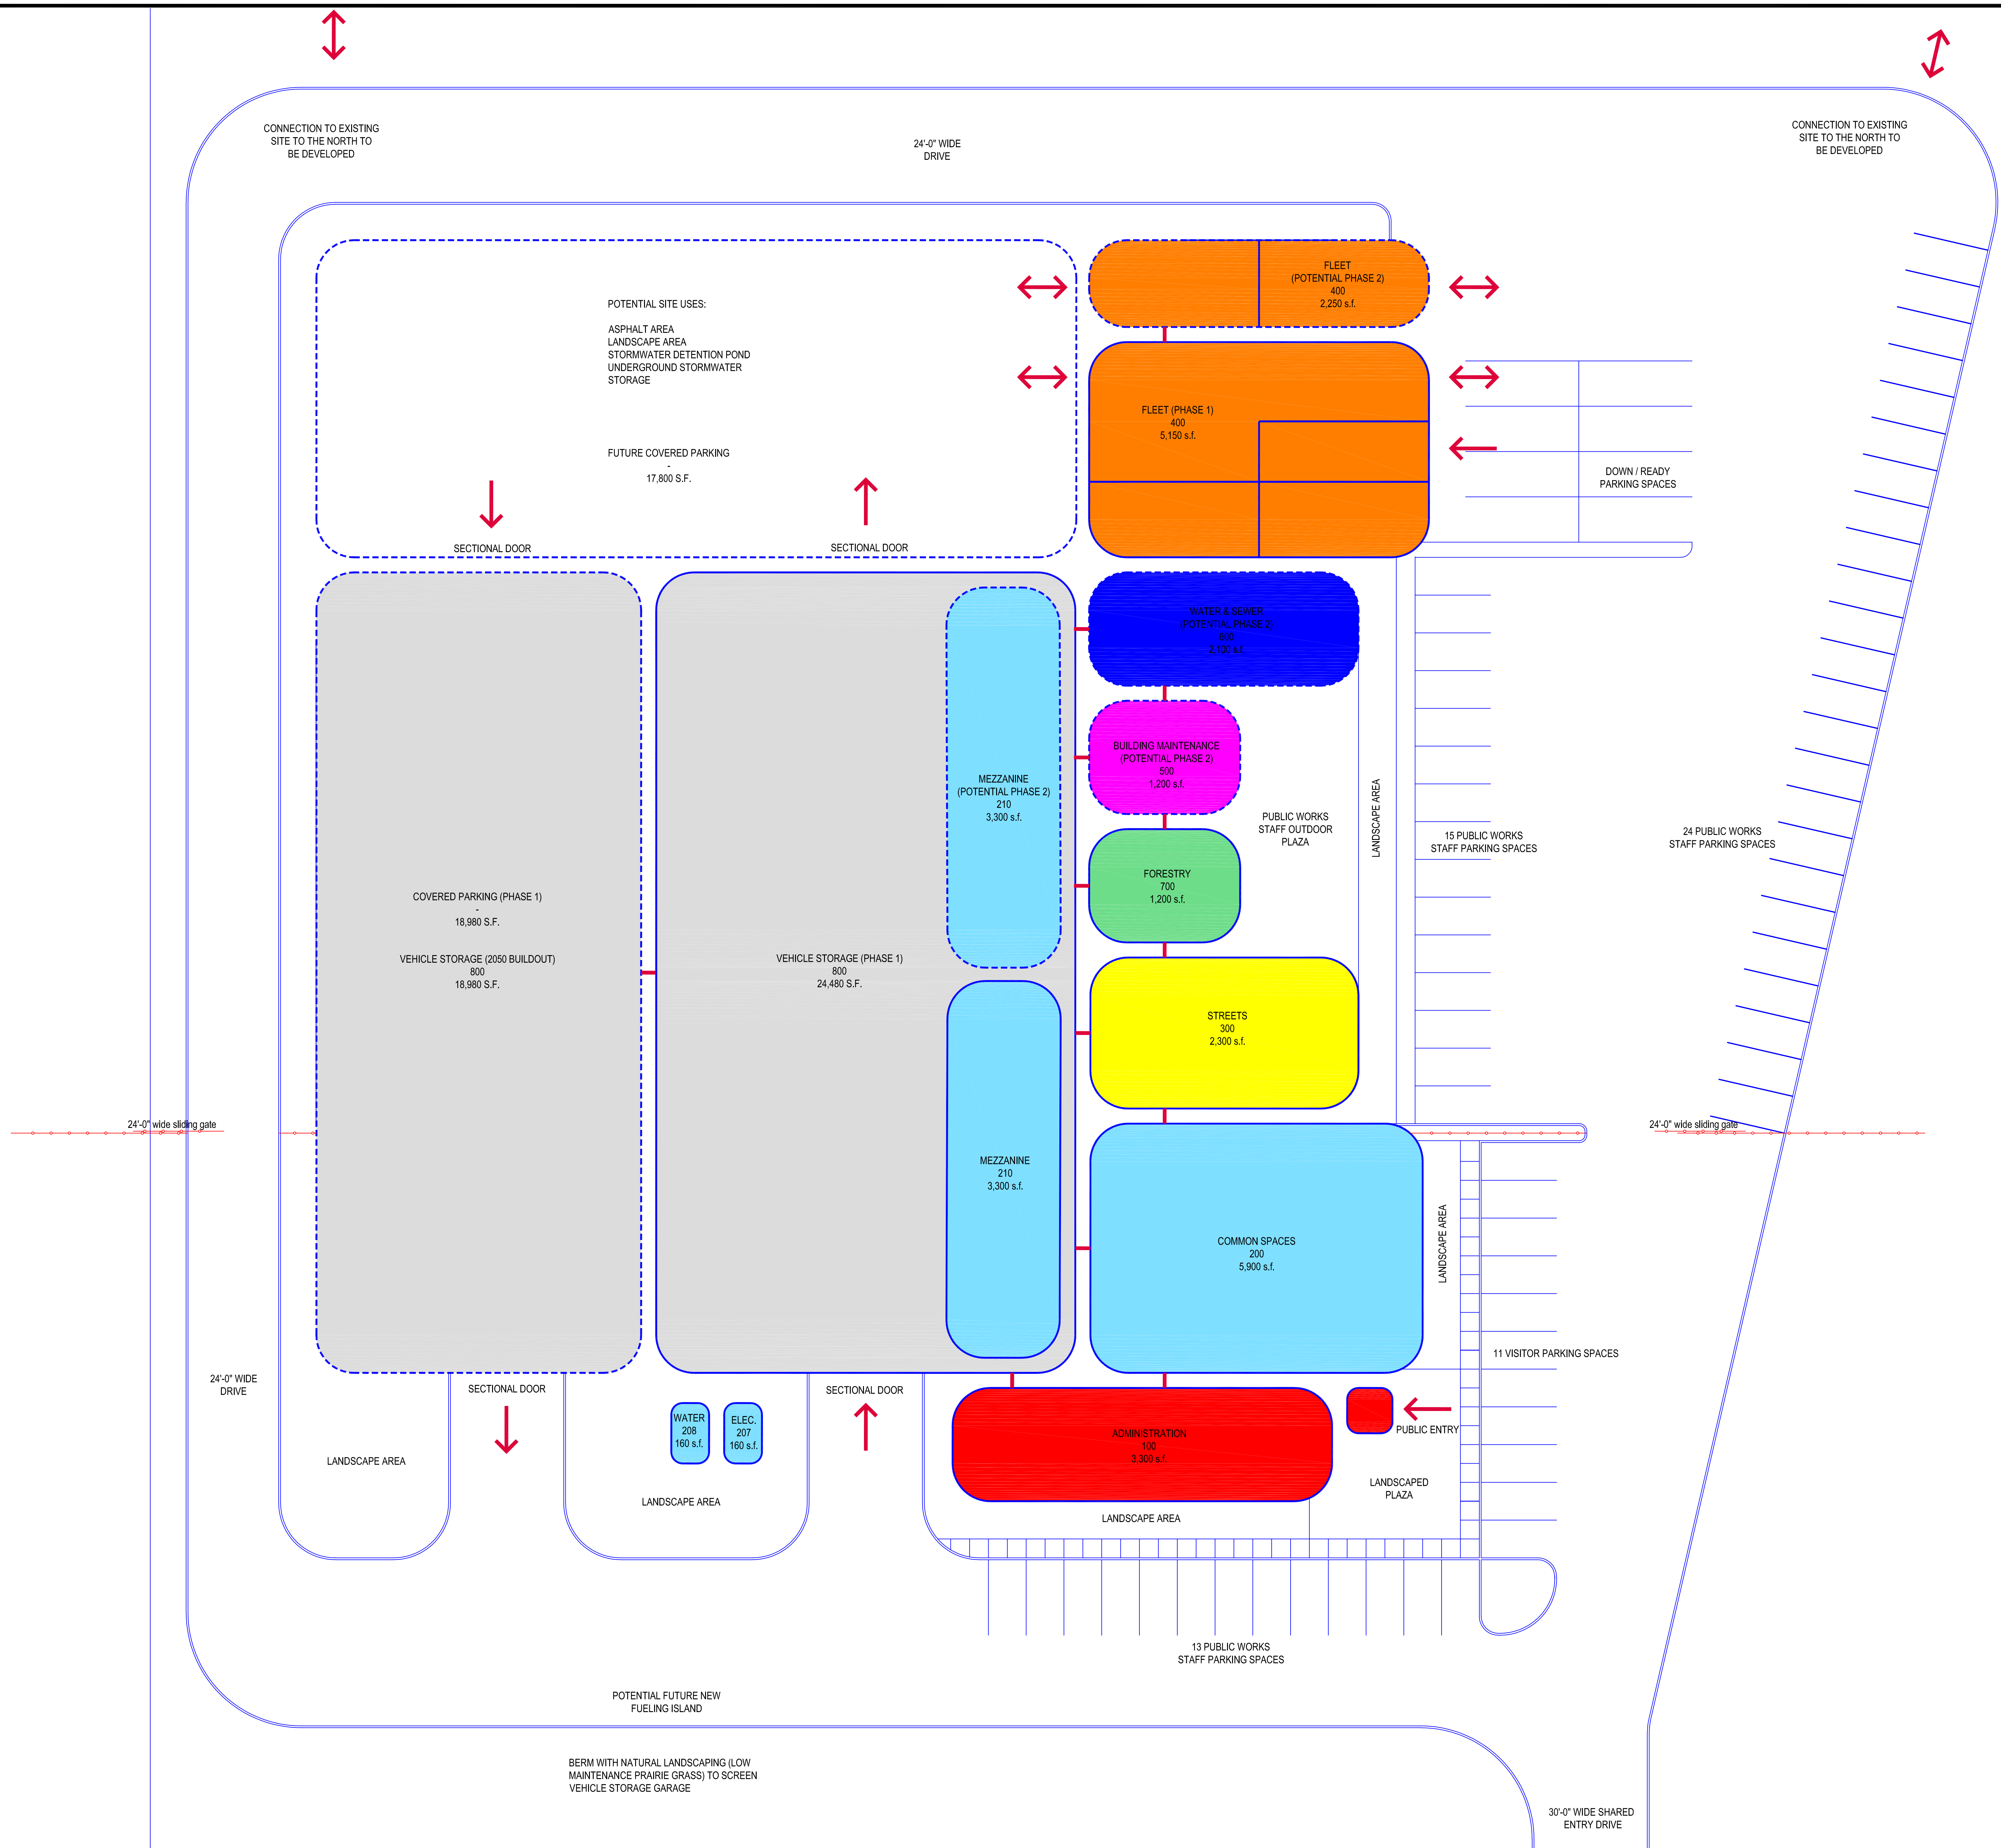 CONNECTION TO EXISTING
SITE TO THE NORTH TO
BE DEVELOPED
24'-0" WIDE
DRIVE
CONNECTION TO EXISTING
SITE TO THE NORTH TO
BE DEVELOPED
POTENTIAL SITE USES:
ASPHALT AREA
LANDSCAPE AREA
STORMWATER DETENTION POND
UNDERGROUND STORMWATER
STORAGE
FUTURE COVERED PARKING
-
17,800 S.F.
SECTIONAL DOOR
SECTIONAL DOOR
FLEET
(POTENTIAL PHASE 2)
400
2,250 s.f.
FLEET (PHASE 1)
400
5,150 s.f.
DOWN / READY
PARKING SPACES
WATER & SEWER
(POTENTIAL PHASE 2)
600
2,100 s.f.
BUILDING MAINTENANCE
(POTENTIAL PHASE 2)
500
1,200 s.f.
MEZZANINE
(POTENTIAL PHASE 2)
210
3,300 s.f.
PUBLIC WORKS
STAFF OUTDOOR
PLAZA
LANDSCAPE AREA
15 PUBLIC WORKS
STAFF PARKING SPACES
24 PUBLIC WORKS
STAFF PARKING SPACES
FORESTRY
700
1,200 s.f.
COVERED PARKING (PHASE 1)
-
18,980 S.F.
VEHICLE STORAGE (2050 BUILDOUT)
800
18,980 S.F.
VEHICLE STORAGE (PHASE 1)
800
24,480 S.F.
STREETS
300
2,300 s.f.
24'-0" wide sliding gate
24'-0" wide sliding gate
MEZZANINE
210
3,300 s.f.
COMMON SPACES
200
5,900 s.f.
LANDSCAPE AREA
11 VISITOR PARKING SPACES
24'-0" WIDE
DRIVE
SECTIONAL DOOR
SECTIONAL DOOR
WATER
208
160 s.f.
ELEC.
207
160 s.f.
ADMINISTRATION
100
3,300 s.f.
PUBLIC ENTRY
LANDSCAPE AREA
LANDSCAPE AREA
LANDSCAPED
PLAZA
LANDSCAPE AREA
13 PUBLIC WORKS
STAFF PARKING SPACES
POTENTIAL FUTURE NEW
FUELING ISLAND
BERM WITH NATURAL LANDSCAPING (LOW
MAINTENANCE PRAIRIE GRASS) TO SCREEN
VEHICLE STORAGE GARAGE
30'-0" WIDE SHARED
ENTRY DRIVE